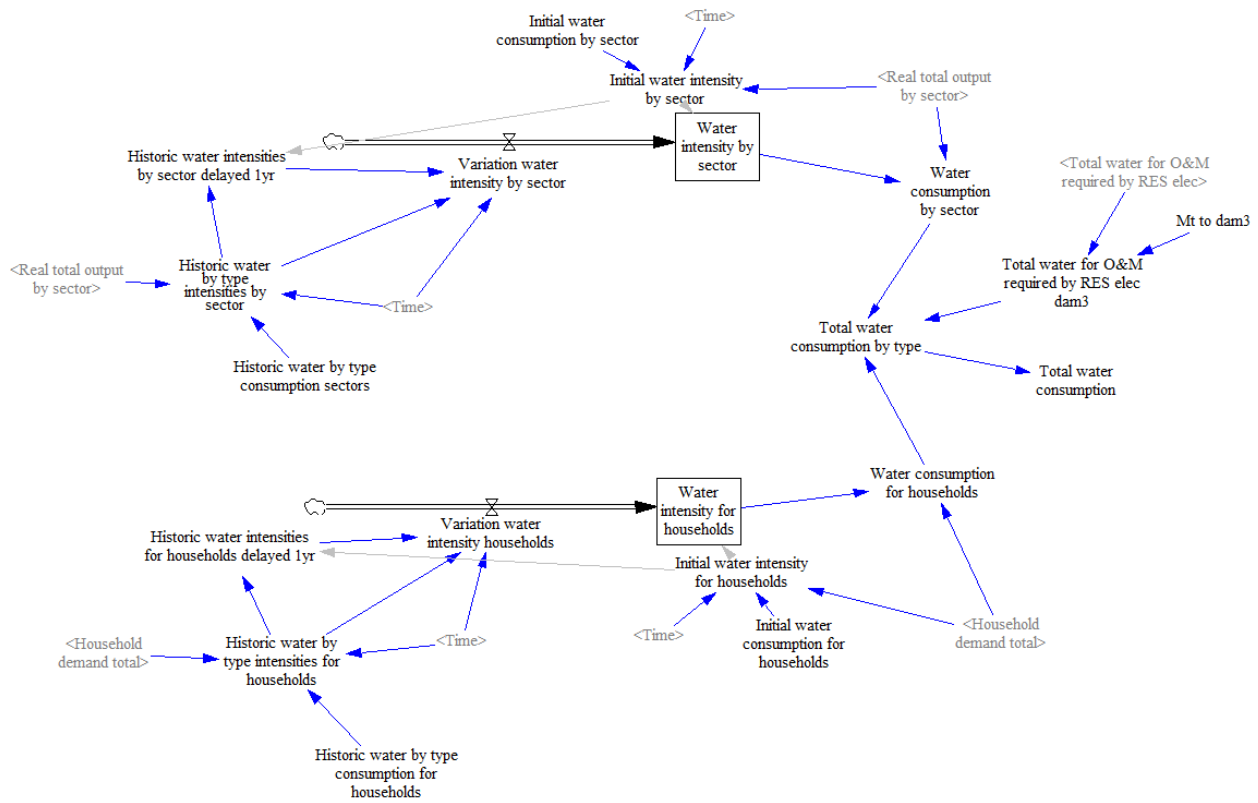 Initial water
consumption by sector
<Time>
Initial water intensity
by sector
<Real total output
by sector>
Water
intensity by
sector
Historic water intensities
by sector delayed 1yr
Variation water
intensity by sector
Water
consumption
by sector
<Total water for O&M
required by RES elec>
Mt to dam3
<Real total output
by sector>
Historic water
by type
intensities by
sector
<Time>
Total water for O&M
required by RES elec
dam3
Total water
consumption by type
Historic water by type
consumption sectors
Total water
consumption
Water consumption
for households
Water
intensity for
households
Historic water intensities
for households delayed 1yr
Variation water
intensity households
Initial water intensity
for households
<Household
demand total>
Historic water by
type intensities for
households
<Time>
<Time>
Initial water
consumption for
households
<Household
demand total>
Historic water by type
consumption for
households